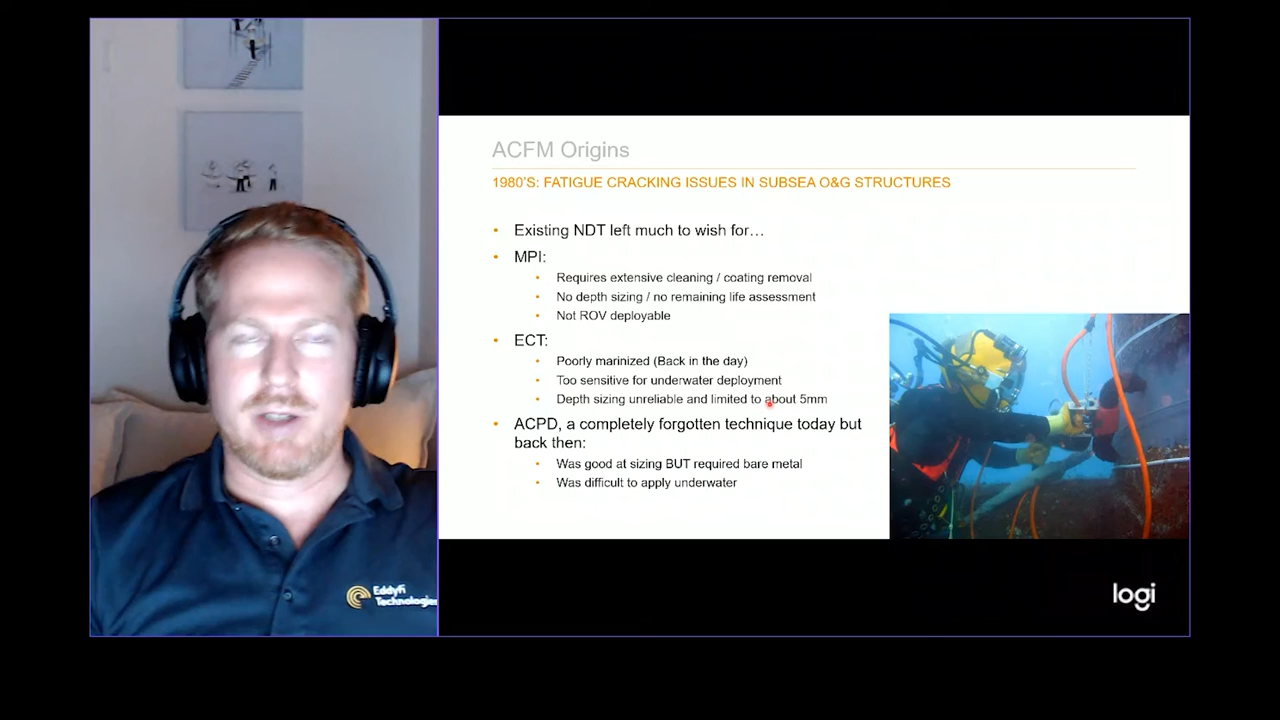 ACFM Origins
1980'S: FATIGUE CRACKING ISSUES IN SUBSEA O&G STRUCTURES
• Existing NDT left much to wish for…
• MPI:
• Requires extensive cleaning / coating removal
• No depth sizing / no remaining life assessment
• Not ROV deployable
• ECT:
• Poorly marinized (Back in the day)
• Too sensitive for underwater deployment
• Depth sizing unreliable and limited to about 5mm
• ACPD, a completely forgotten technique today but
back then:
• Was good at sizing BUT required bare metal
• Was difficult to apply underwater
Eddyfi
Technologies
logi